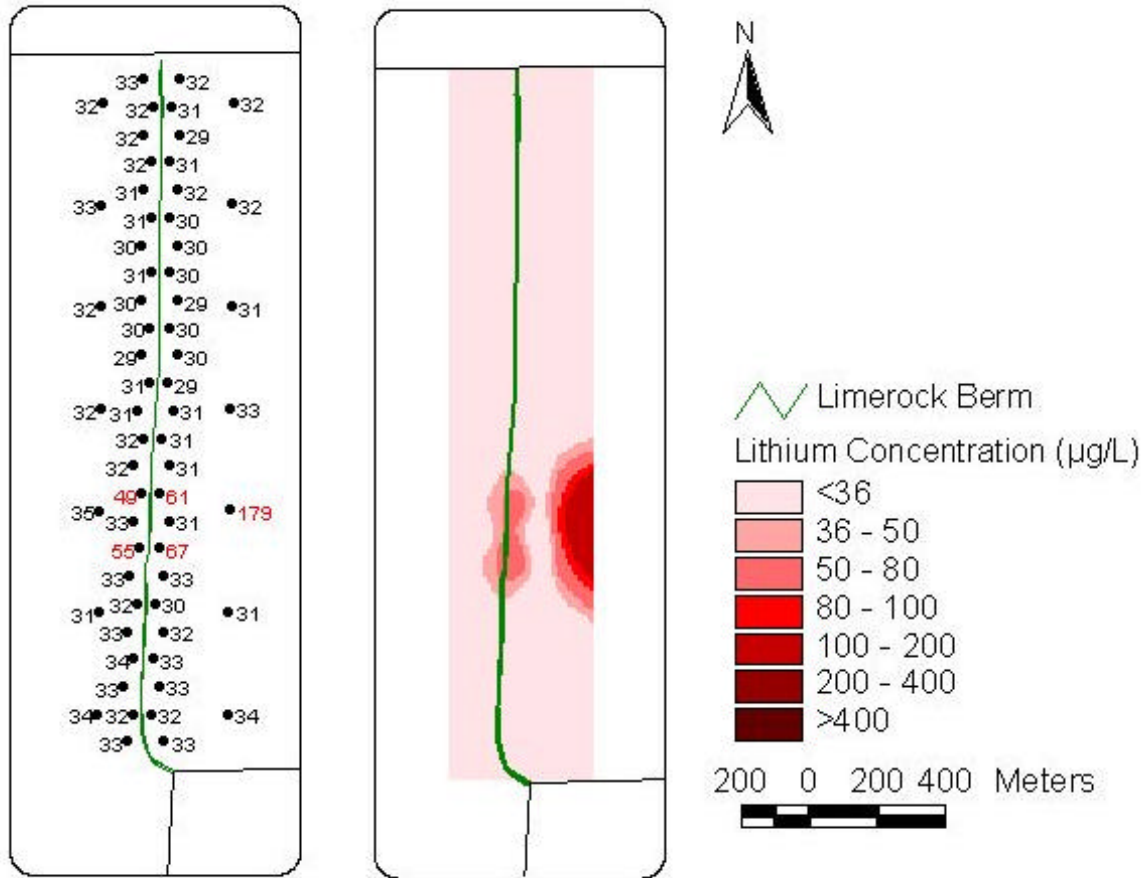 N
33 32
32 32 31 32
32 29
32 31
31 32
33 31 30 32
30 30
31 30
32 30 29 31
30 30
29 30
31 29
32 31 31 33
32 31
32 31
49 61
35 33 31 179
55 67
33 33
31 32 30 31
33 32
34 33
33 33
34 32 32 34
33 33
Limerock Berm
Lithium Concentration (µg/L)
<36
36 - 50
50 - 80
80 - 100
100 - 200
200 - 400
>400
200 0 200 400 Meters